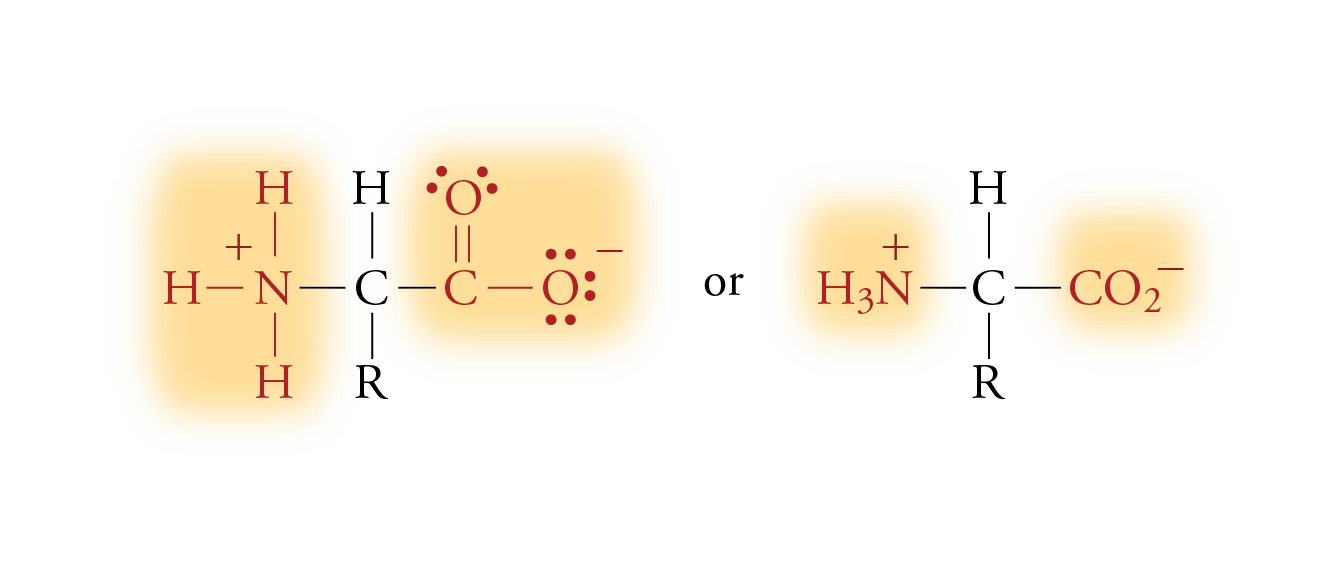 H H O H
+ −
H N C C O or H₃N⁺ C CO₂⁻
H R R